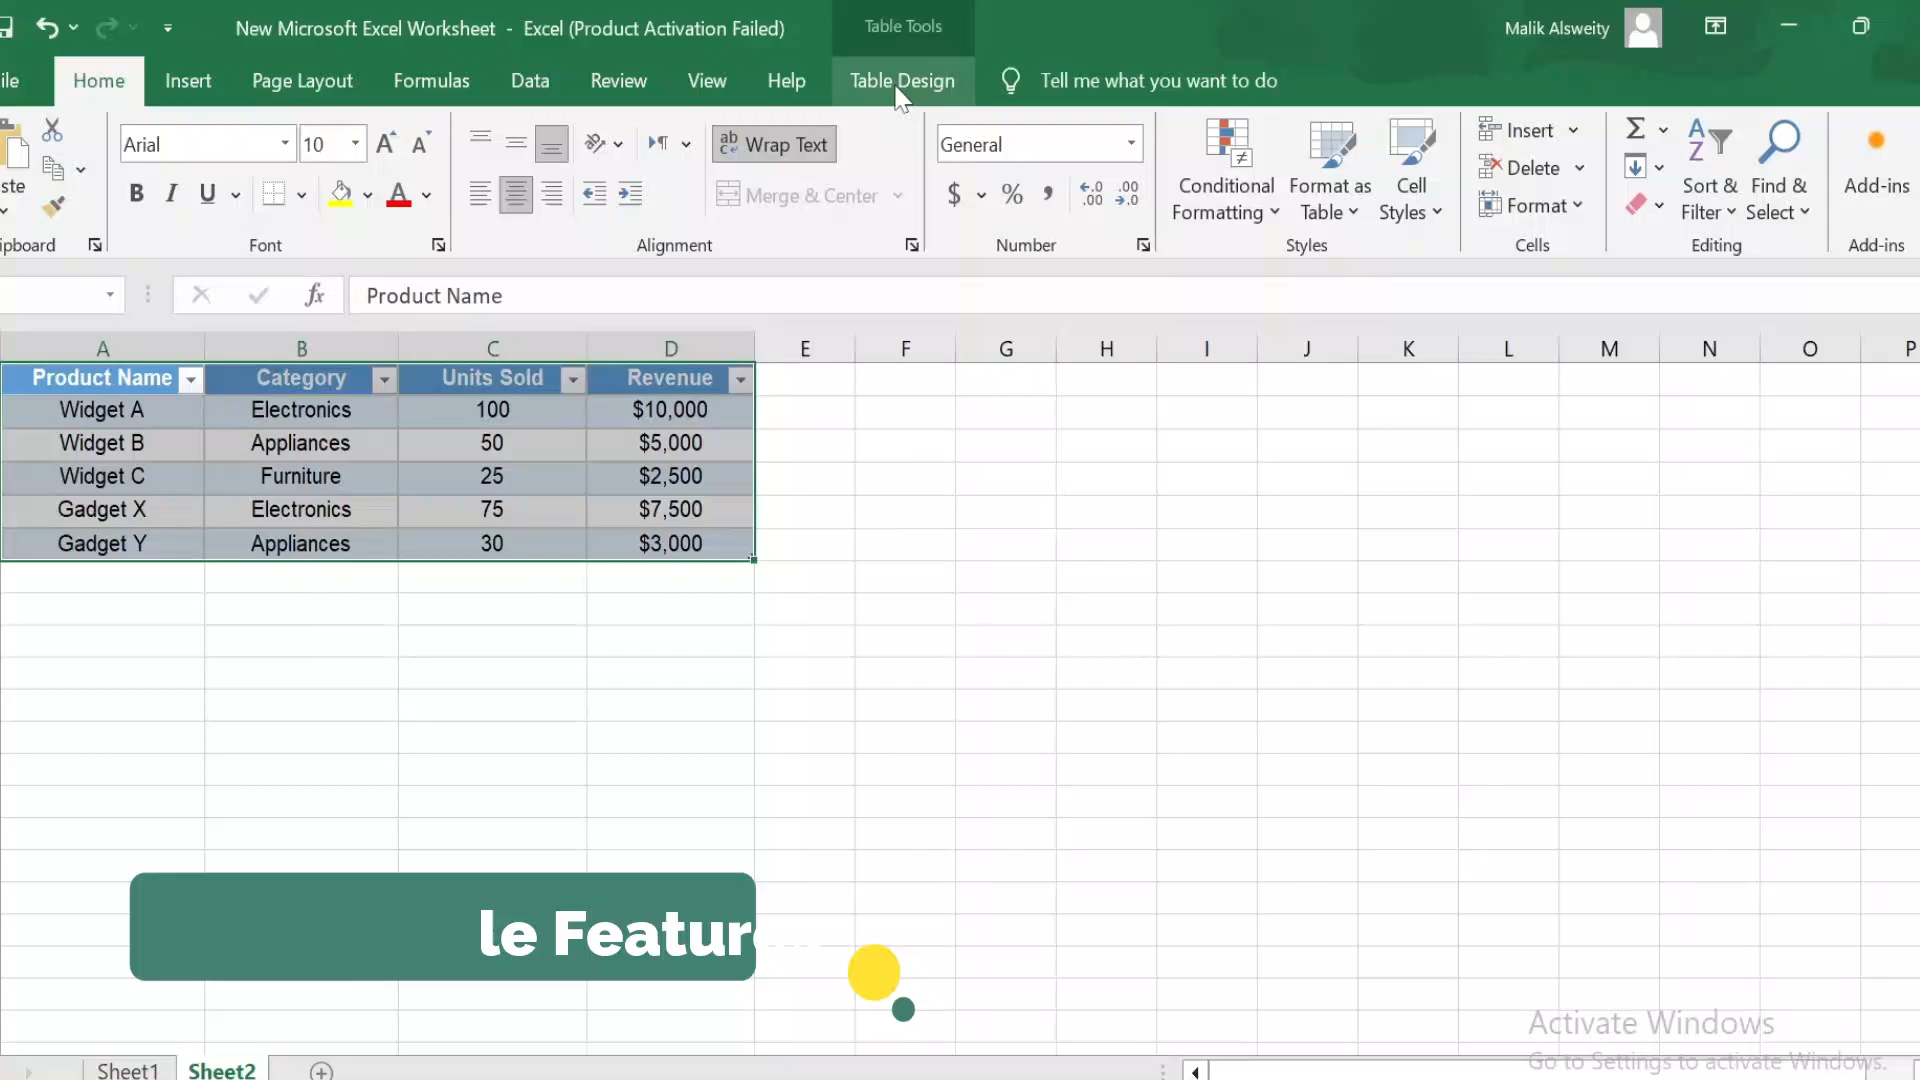 New Microsoft Excel Worksheet - Excel (Product Activation Failed)
Table Tools
Malik Alsweity
ile Home Insert Page Layout Formulas Data Review View Help Table Design Tell me what you want to do
Arial 10
Wrap Text
General
Insert
ste
B I U
Merge & Center
$ % ,
Conditional Formatting
Format as Table
Cell Styles
Delete
Format
Sort & Filter
Find & Select
Add-ins
ipboard Font Alignment Number Styles Cells Editing Add-ins
fx Product Name
A B C D E F G H I J K L M N O P
Product Name Category Units Sold Revenue
Widget A Electronics 100 $10,000
Widget B Appliances 50 $5,000
Widget C Furniture 25 $2,500
Gadget X Electronics 75 $7,500
Gadget Y Appliances 30 $3,000
le Featur
Activate Windows
Go to Settings to activate Windows.
Sheet1 Sheet2